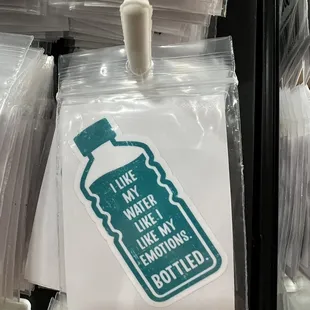 I LIKE
MY
WATER
LIKE I
LIKE MY
EMOTIONS.
BOTTLED.